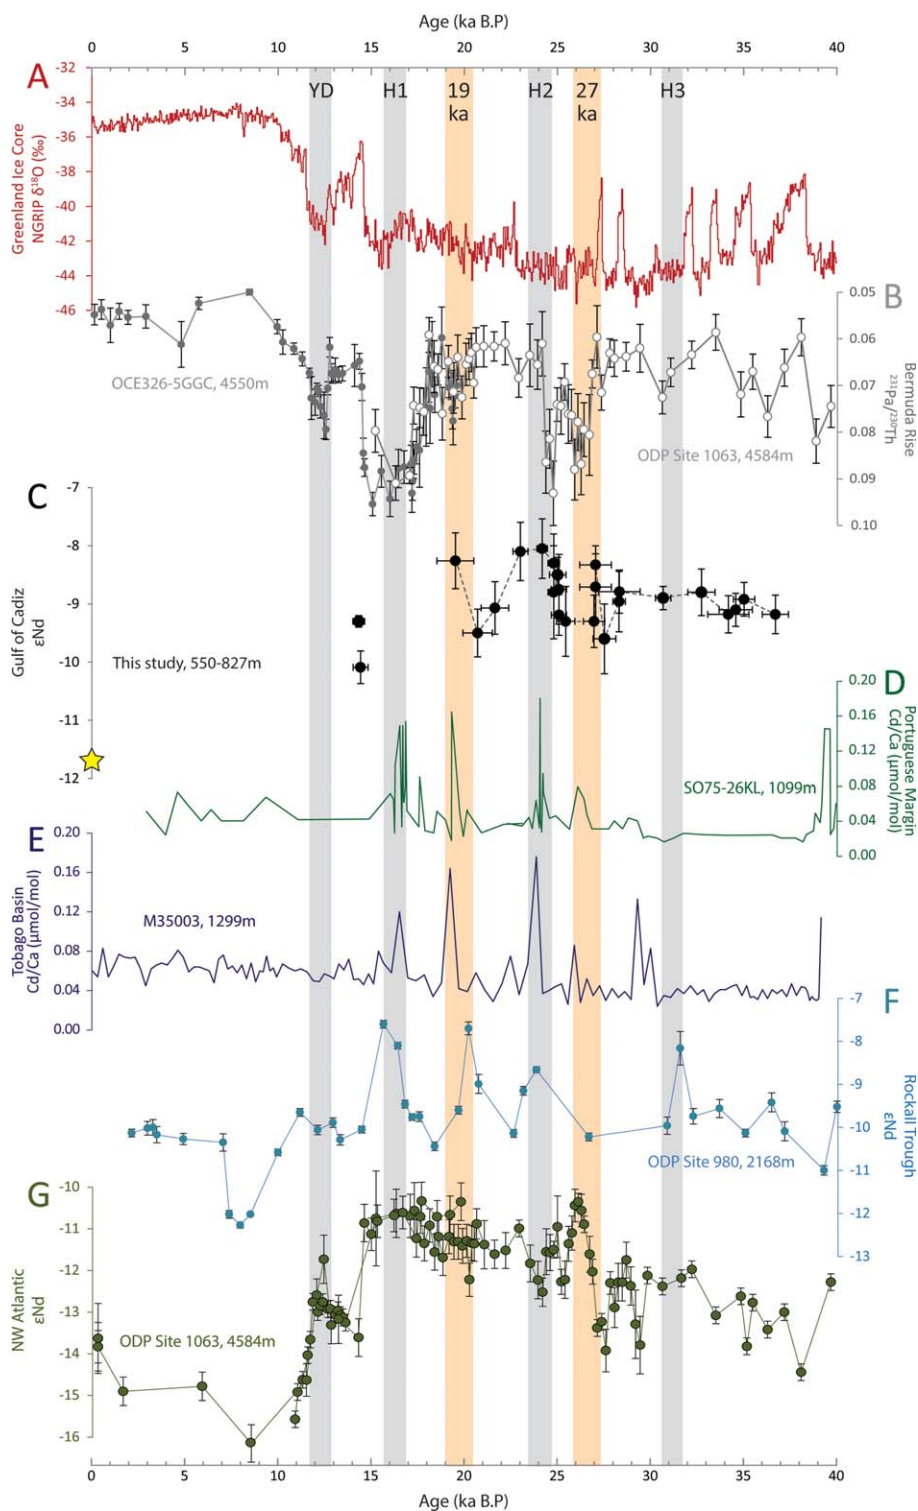 Age (ka B.P)
0 5 10 15 20 25 30 35 40
A
YD H1 19 ka H2 27 ka H3
Greenland Ice Core
NGRIP δ¹⁸O (‰)
-32
-34
-36
-38
-40
-42
-44
-46
B
Bermuda Rise
²³¹Pa/²³⁰Th
0.05
0.06
0.07
0.08
0.09
0.10
OCE326-5GGC, 4550m
ODP Site 1063, 4584m
C
Gulf of Cadiz
εNd
-7
-8
-9
-10
-11
-12
This study, 550-827m
D
Portuguese Margin
Cd/Ca (μmol/mol)
0.20
0.16
0.12
0.08
0.04
0.00
SO75-26KL, 1099m
E
Tobago Basin
Cd/Ca (μmol/mol)
0.20
0.16
0.12
0.08
0.04
0.00
M35003, 1299m
F
Rockall Trough
εNd
-7
-8
-9
-10
-11
-12
-13
ODP Site 980, 2168m
G
NW Atlantic
εNd
-10
-11
-12
-13
-14
-15
-16
ODP Site 1063, 4584m
0 5 10 15 20 25 30 35 40
Age (ka B.P)